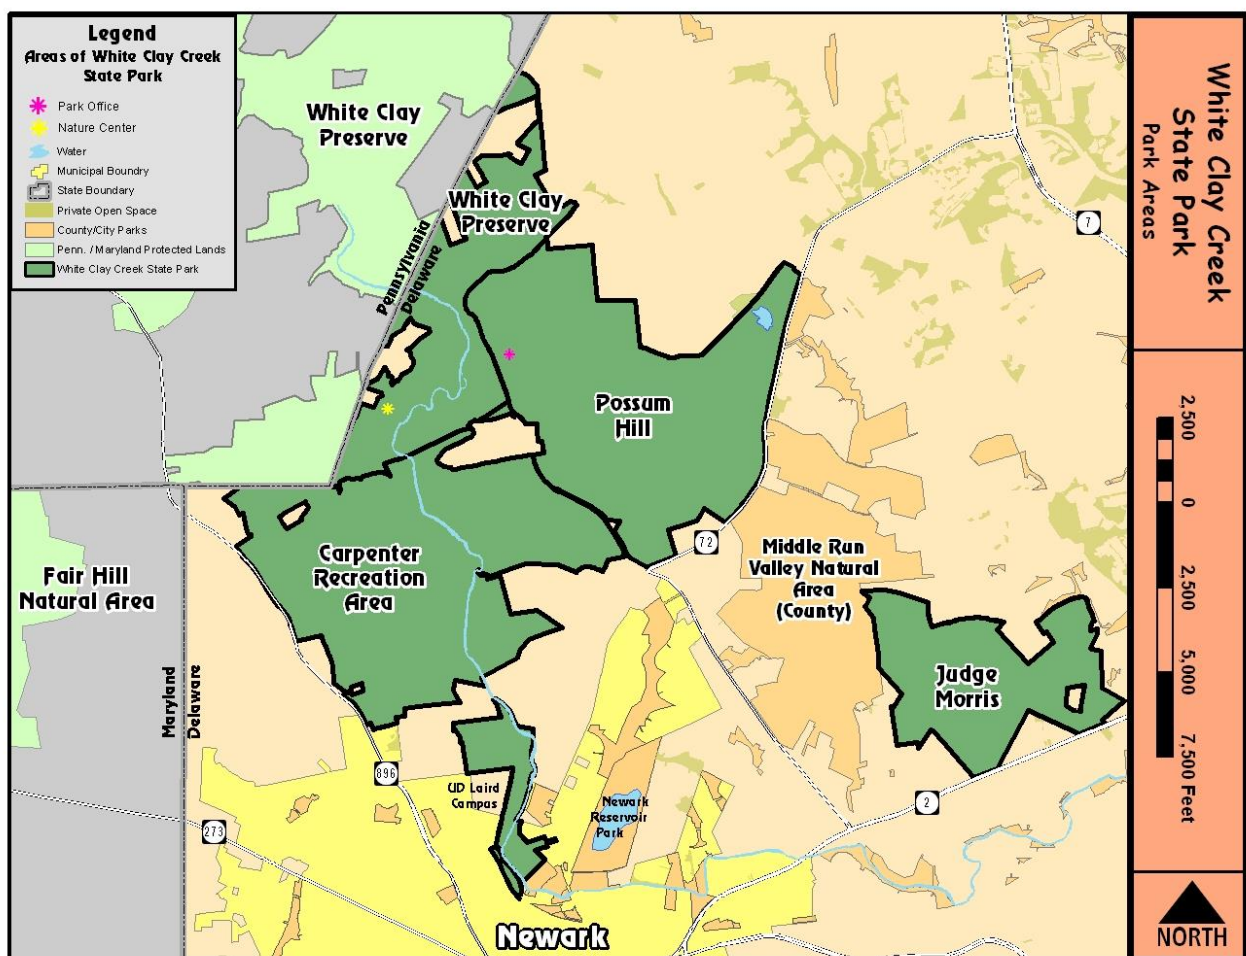 Legend
Areas of White Clay Creek
State Park
Park Office
Nature Center
Water
Municipal Boundry
State Boundary
Private Open Space
County/City Parks
Penn. / Maryland Protected Lands
White Clay Creek State Park
White Clay
Preserve
White Clay
Preserve
Pennsylvania
Delaware
7
Possum
Hill
72
Carpenter
Recreation
Area
Middle Run
Valley Natural
Area
(County)
Fair Hill
Natural Area
Maryland
Delaware
Judge
Morris
896
UD Laird
Campus
Newark
Reservoir
Park
2
273
Newark
White Clay Creek
State Park
Park Areas
2,500
0
2,500
5,000
7,500 Feet
NORTH